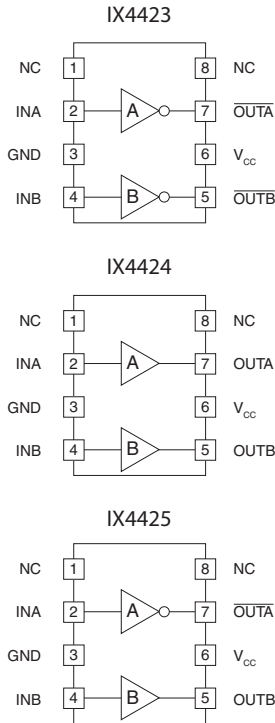 IX4423
NC 1 8 NC
INA 2 A 7 OUTA
GND 3 6 Vcc
INB 4 B 5 OUTB
IX4424
NC 1 8 NC
INA 2 A 7 OUTA
GND 3 6 Vcc
INB 4 B 5 OUTB
IX4425
NC 1 8 NC
INA 2 A 7 OUTA
GND 3 6 Vcc
INB 4 B 5 OUTB